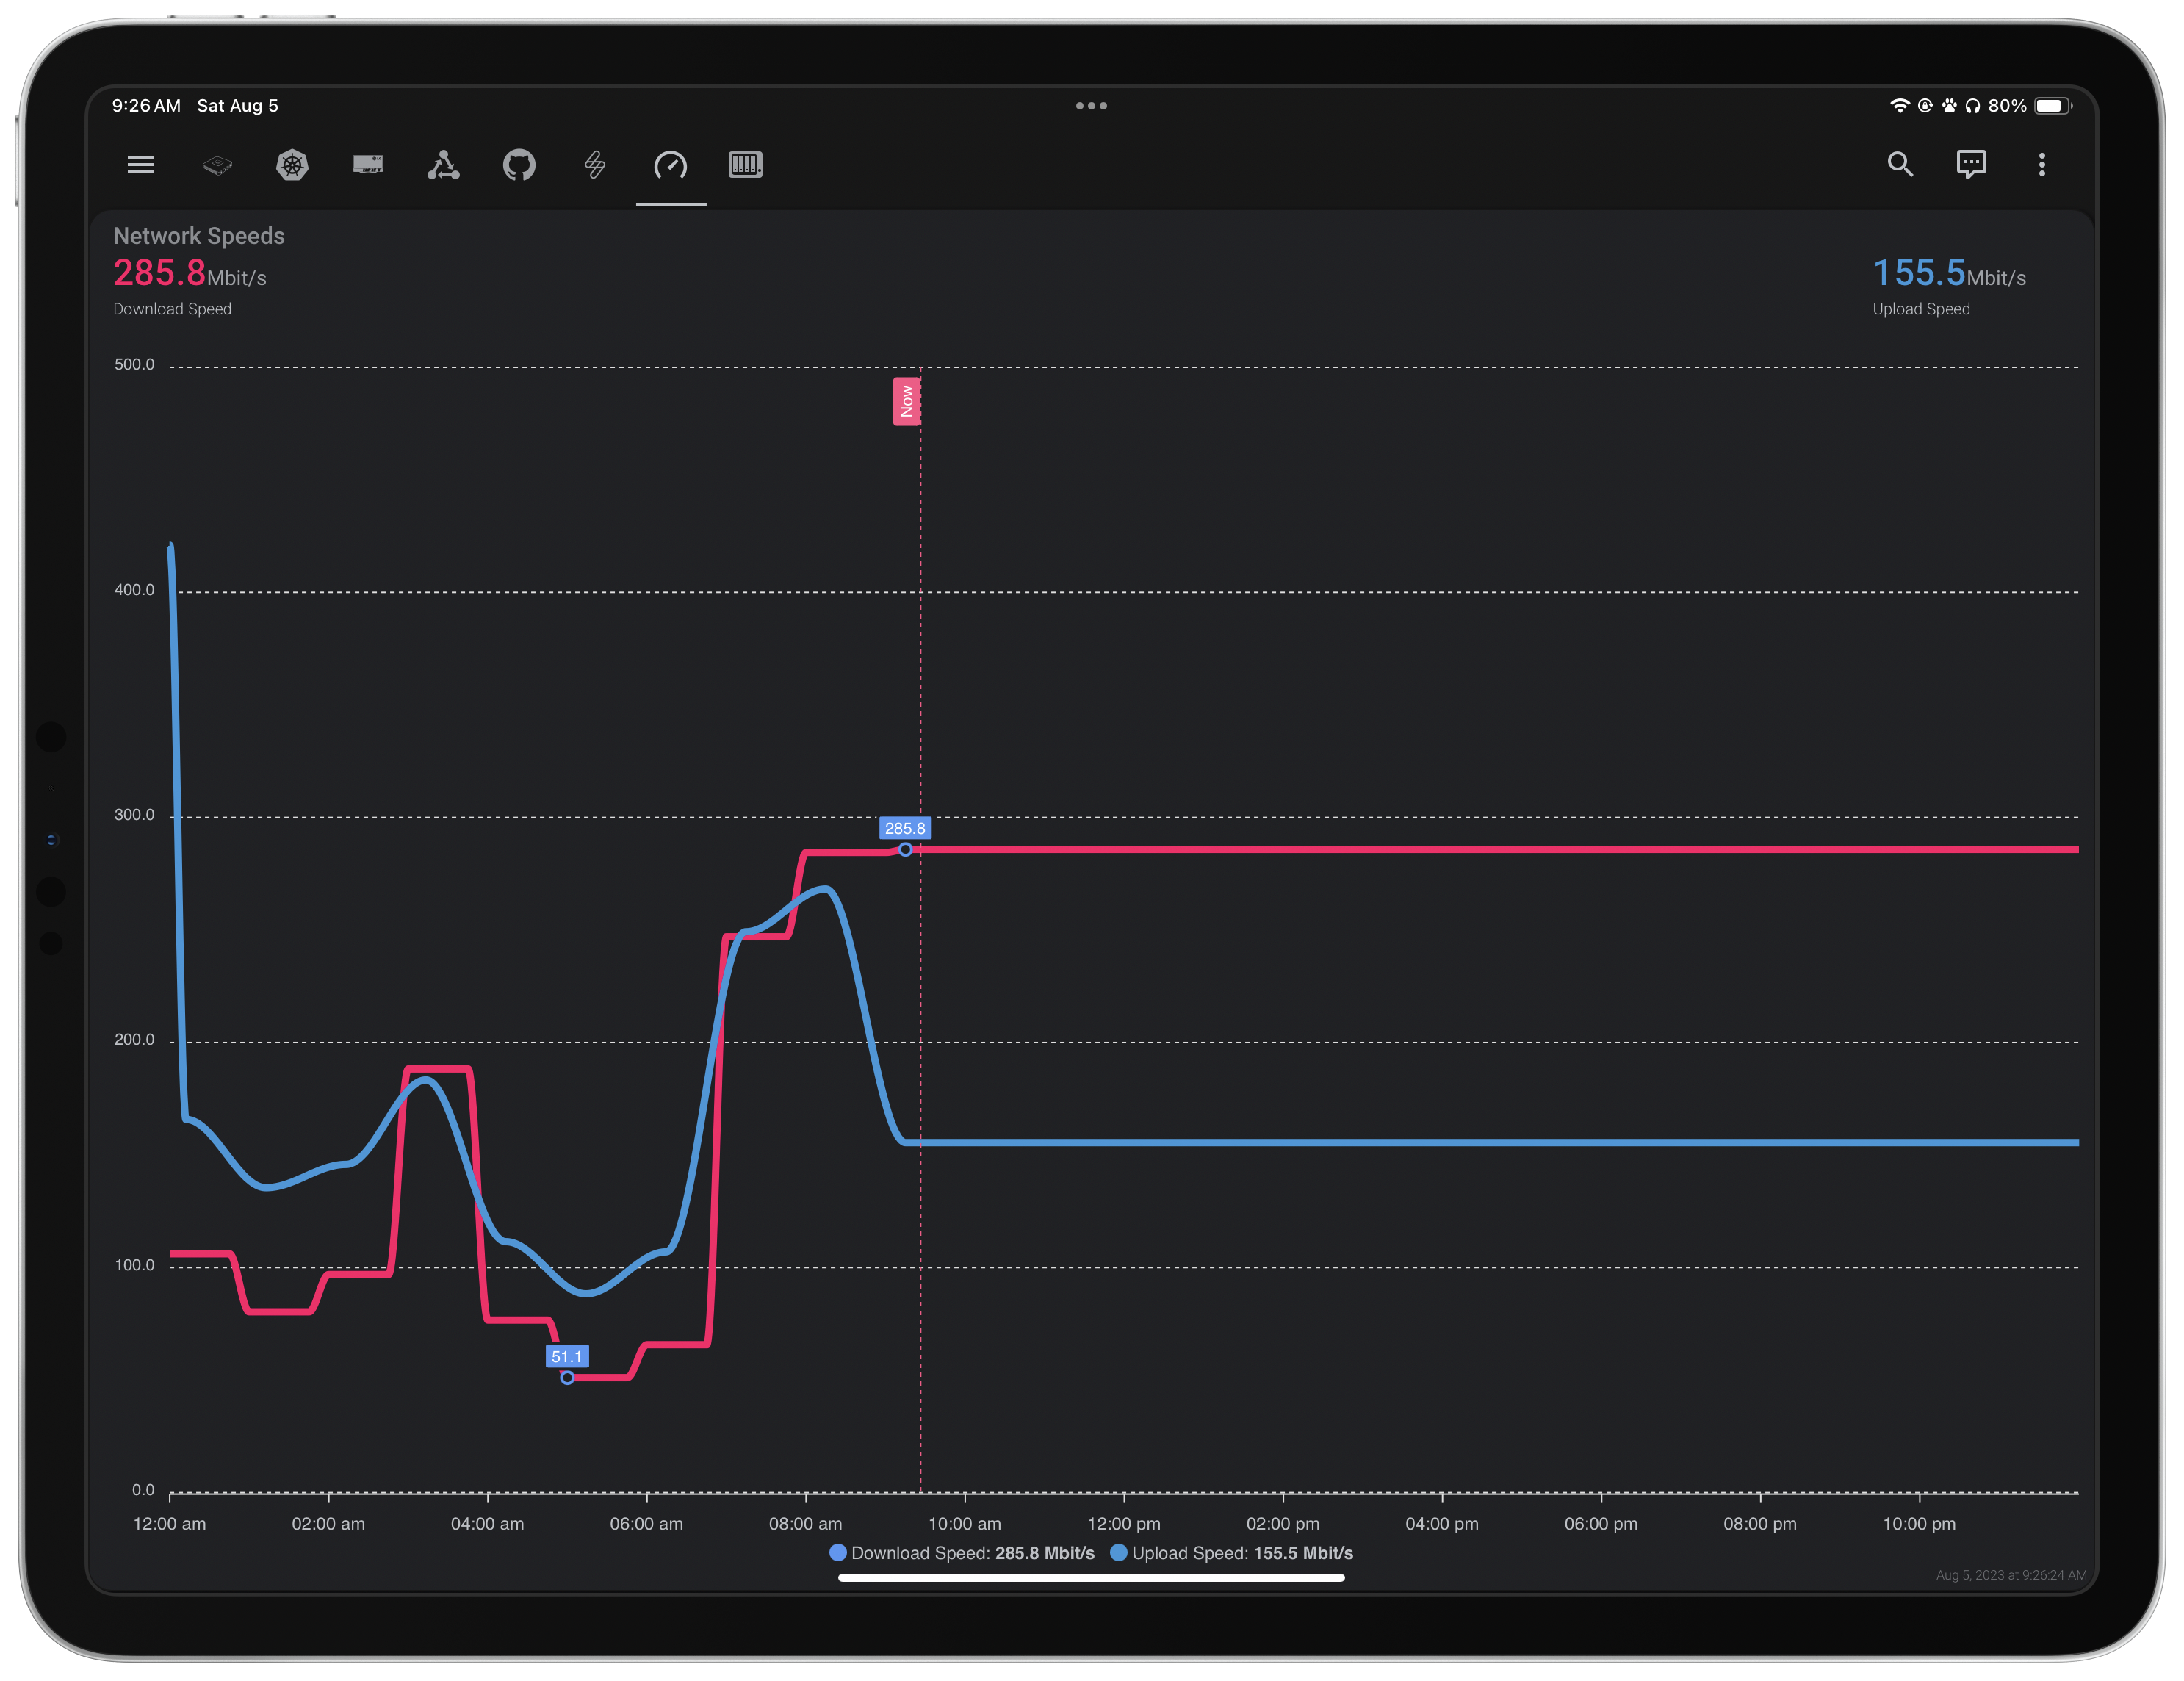 9:26 AM Sat Aug 5
80%
Network Speeds
285.8Mbit/s
Download Speed
155.5Mbit/s
Upload Speed
500.0
Now
400.0
300.0
285.8
200.0
100.0
51.1
0.0
12:00 am 02:00 am 04:00 am 06:00 am 08:00 am 10:00 am 12:00 pm 02:00 pm 04:00 pm 06:00 pm 08:00 pm 10:00 pm
Download Speed: 285.8 Mbit/s Upload Speed: 155.5 Mbit/s
Aug 5, 2023 at 9:26:24 AM